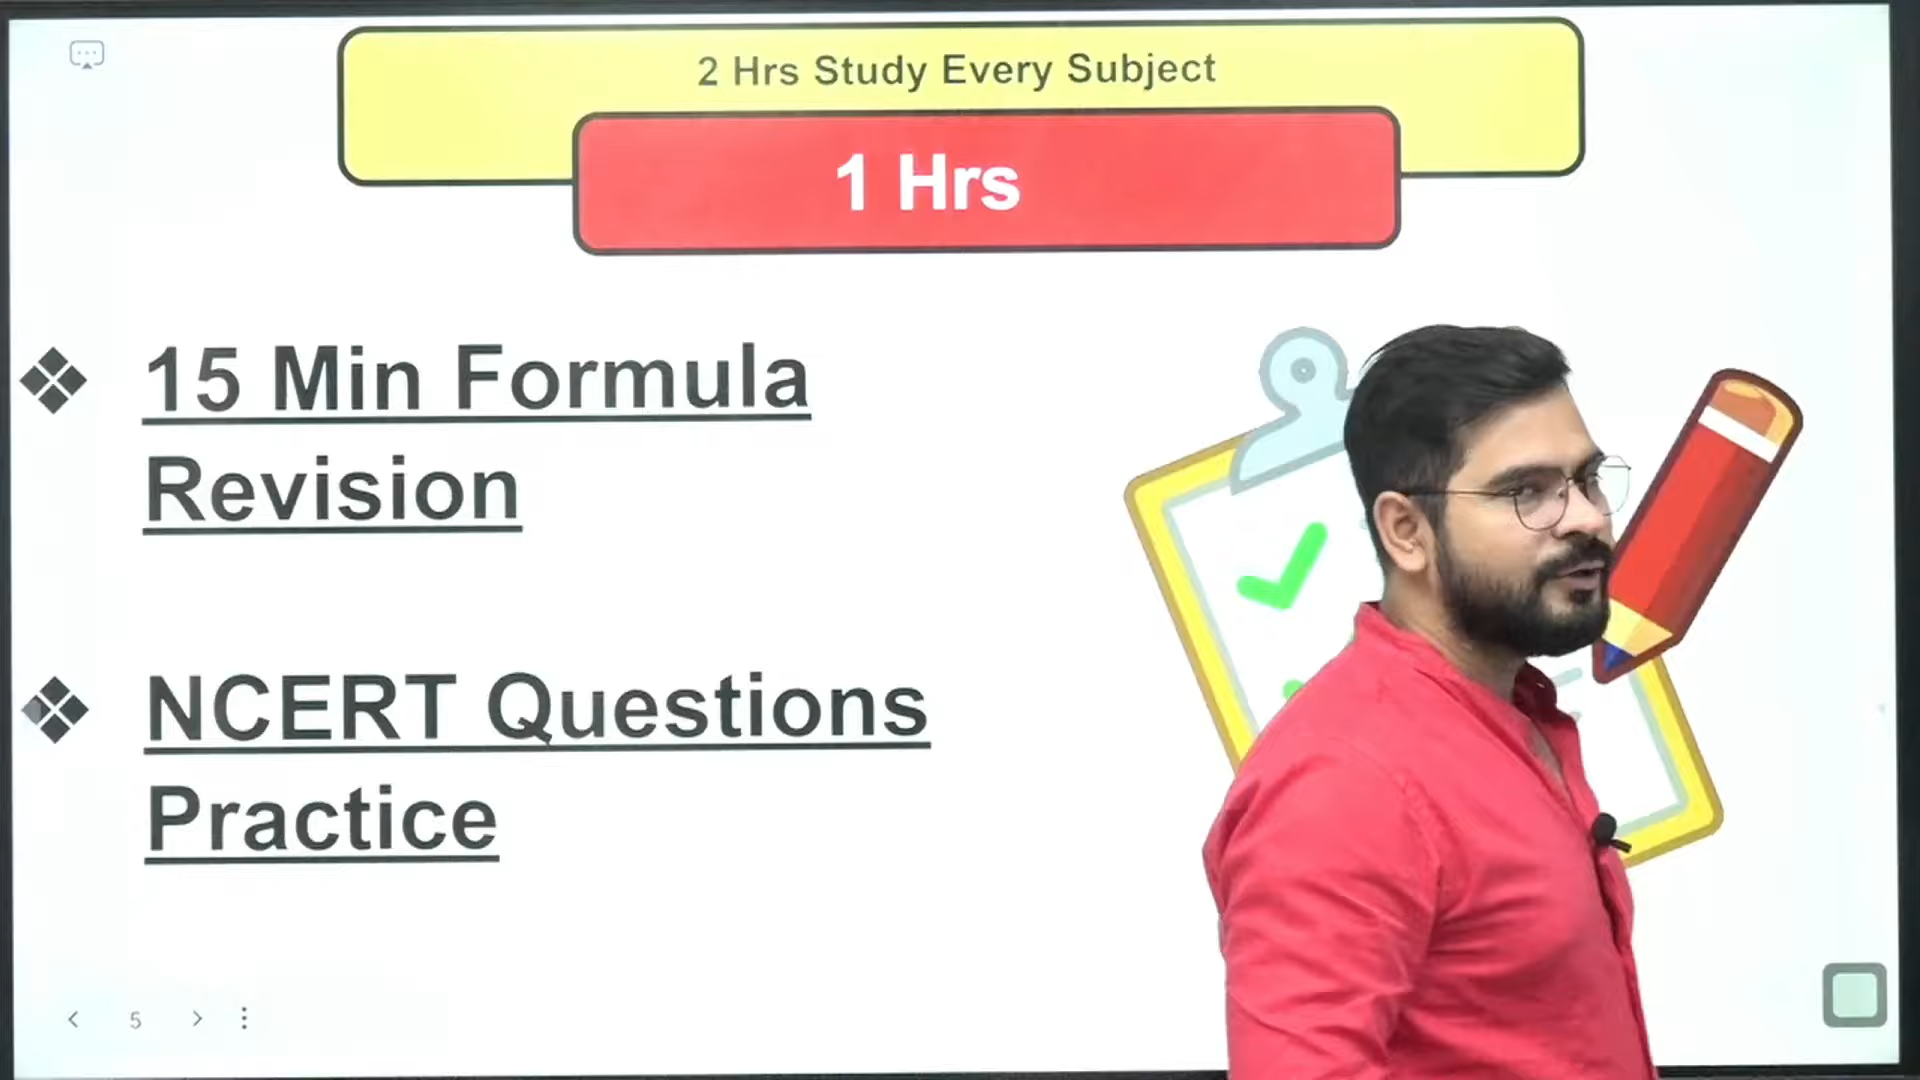 2 Hrs Study Every Subject
1 Hrs
15 Min Formula
Revision
NCERT Questions
Practice
5